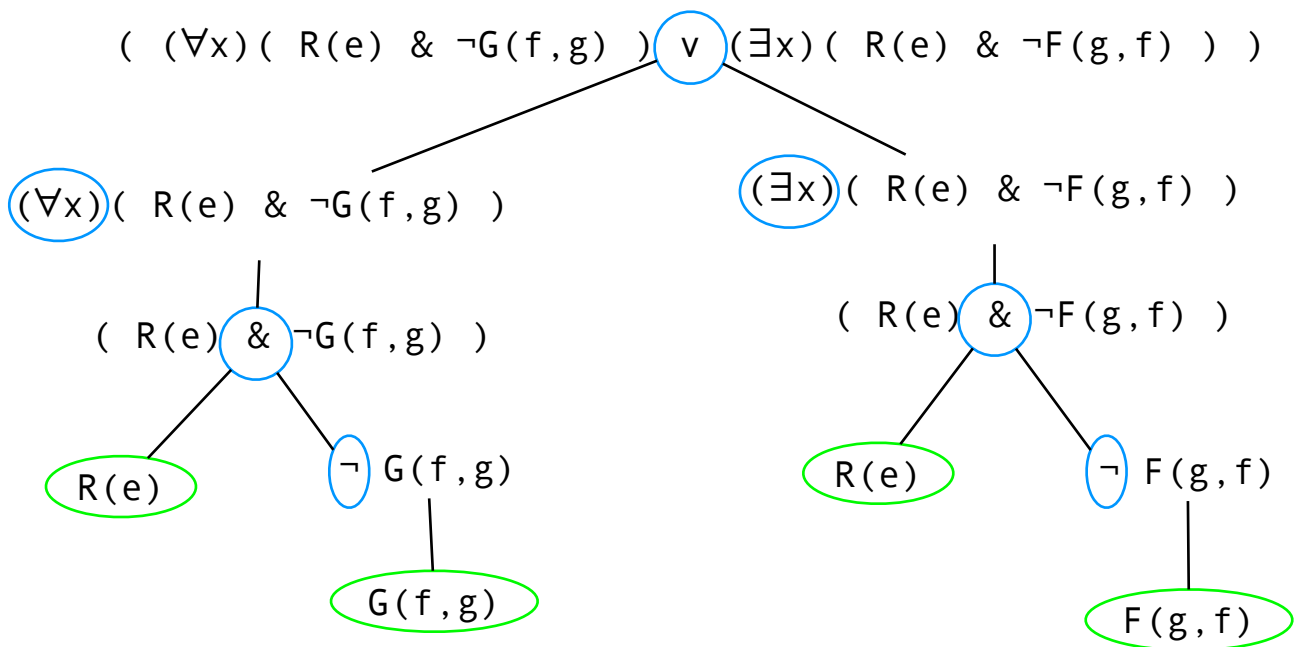 ( (∀x)( R(e) & ¬G(f,g) ) v (∃x)( R(e) & ¬F(g,f) ) )
(∀x)( R(e) & ¬G(f,g) )
(∃x)( R(e) & ¬F(g,f) )
( R(e) & ¬G(f,g) )
( R(e) & ¬F(g,f) )
R(e)
¬ G(f,g)
R(e)
¬ F(g,f)
G(f,g)
F(g,f)